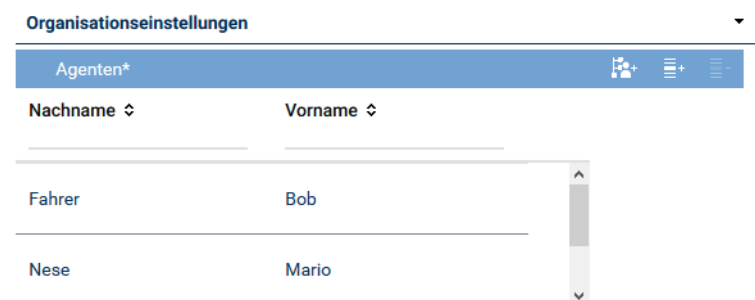 Organisationseinstellungen
Agenten*
Nachname Vorname
Fahrer Bob
Nese Mario